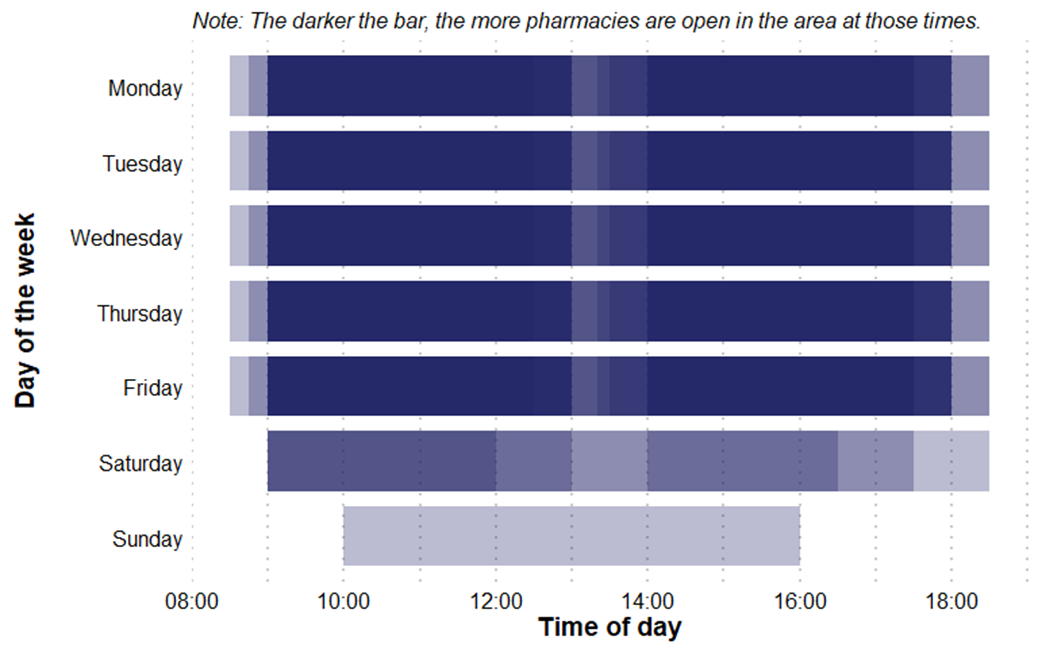 Note: The darker the bar, the more pharmacies are open in the area at those times.
Monday
Tuesday
Wednesday
Thursday
Friday
Saturday
Sunday
Day of the week
08:00 10:00 12:00 14:00 16:00 18:00
Time of day